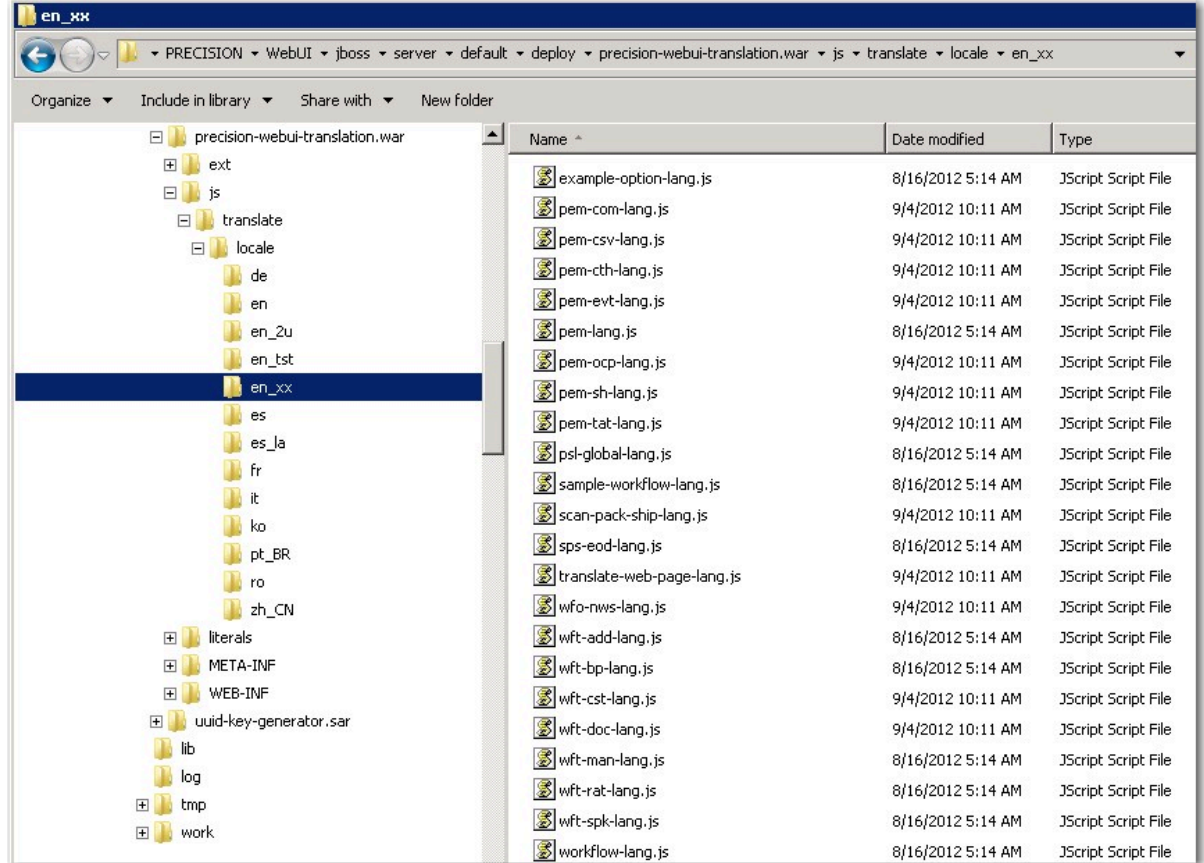 en_xx
PRECISION WebUI jboss server default deploy precision-webui-translation.war js translate locale en_xx
Organize Include in library Share with New folder
precision-webui-translation.war
ext
js
translate
locale
de
en
en_2u
en_tst
en_xx
es
es_la
fr
it
ko
pt_BR
ro
zh_CN
literals
META-INF
WEB-INF
uuid-key-generator.sar
lib
log
tmp
work
Name Date modified Type
example-option-lang.js 8/16/2012 5:14 AM JScript Script File
pem-com-lang.js 9/4/2012 10:11 AM JScript Script File
pem-csv-lang.js 9/4/2012 10:11 AM JScript Script File
pem-cth-lang.js 9/4/2012 10:11 AM JScript Script File
pem-evt-lang.js 9/4/2012 10:11 AM JScript Script File
pem-lang.js 8/16/2012 5:14 AM JScript Script File
pem-ocp-lang.js 9/4/2012 10:11 AM JScript Script File
pem-sh-lang.js 9/4/2012 10:11 AM JScript Script File
pem-tat-lang.js 9/4/2012 10:11 AM JScript Script File
psl-global-lang.js 8/16/2012 5:14 AM JScript Script File
sample-workflow-lang.js 8/16/2012 5:14 AM JScript Script File
scan-pack-ship-lang.js 9/4/2012 10:11 AM JScript Script File
sps-eod-lang.js 8/16/2012 5:14 AM JScript Script File
translate-web-page-lang.js 9/4/2012 10:11 AM JScript Script File
wfo-nws-lang.js 9/4/2012 10:11 AM JScript Script File
wft-add-lang.js 8/16/2012 5:14 AM JScript Script File
wft-bp-lang.js 8/16/2012 5:14 AM JScript Script File
wft-cst-lang.js 9/4/2012 10:11 AM JScript Script File
wft-doc-lang.js 9/4/2012 10:11 AM JScript Script File
wft-man-lang.js 8/16/2012 5:14 AM JScript Script File
wft-rat-lang.js 8/16/2012 5:14 AM JScript Script File
wft-spk-lang.js 8/16/2012 5:14 AM JScript Script File
workflow-lang.js 8/16/2012 5:14 AM JScript Script File